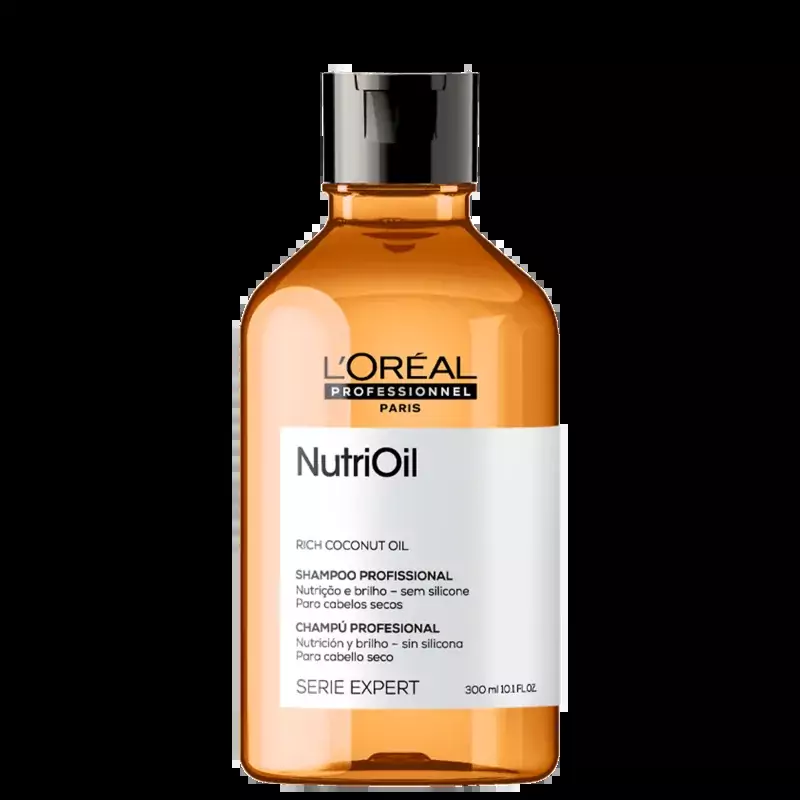 L'ORÉAL
PROFESSIONNEL
PARIS
NutriOil
RICH COCONUT OIL
SHAMPOO PROFISSIONAL
Nutrição e brilho – sem silicone
Para cabelos secos
CHAMPÚ PROFESIONAL
Nutrición y brilho – sin silicona
Para cabello seco
SERIE EXPERT
300 ml 10.1 FL.OZ.